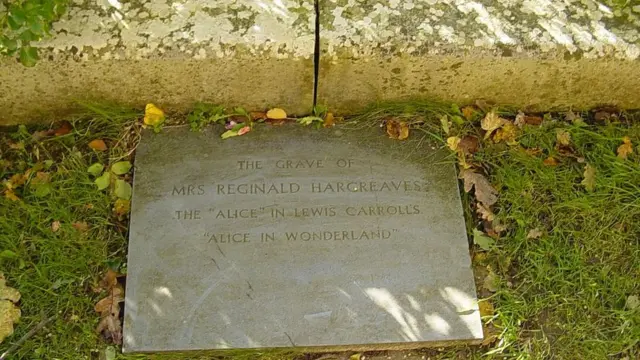 THE GRAVE OF
MRS REGINALD HARGREAVES
THE "ALICE" IN LEWIS CARROLL'S
"ALICE IN WONDERLAND"